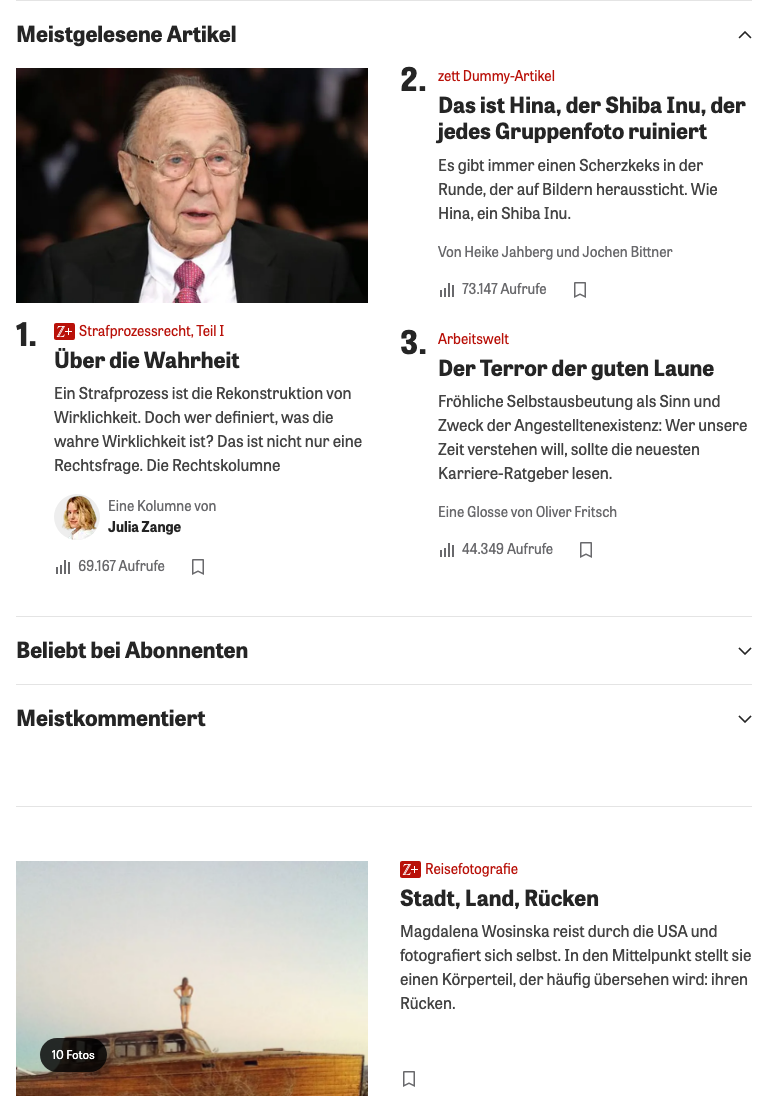 Meistgelesene Artikel
1.
Z+ Strafprozessrecht, Teil I
Über die Wahrheit
Ein Strafprozess ist die Rekonstruktion von
Wirklichkeit. Doch wer definiert, was die
wahre Wirklichkeit ist? Das ist nicht nur eine
Rechtsfrage. Die Rechtskolumne
Eine Kolumne von
Julia Zange
69.167 Aufrufe
2.
zett Dummy-Artikel
Das ist Hina, der Shiba Inu, der
jedes Gruppenfoto ruiniert
Es gibt immer einen Scherzkeks in der
Runde, der auf Bildern heraussticht. Wie
Hina, ein Shiba Inu.
Von Heike Jahberg und Jochen Bittner
73.147 Aufrufe
3.
Arbeitswelt
Der Terror der guten Laune
Fröhliche Selbstausbeutung als Sinn und
Zweck der Angestelltenexistenz: Wer unsere
Zeit verstehen will, sollte die neuesten
Karriere-Ratgeber lesen.
Eine Glosse von Oliver Fritsch
44.349 Aufrufe
Beliebt bei Abonnenten
Meistkommentiert
10 Fotos
Z+ Reisefotografie
Stadt, Land, Rücken
Magdalena Wosinska reist durch die USA und
fotografiert sich selbst. In den Mittelpunkt stellt sie
einen Körperteil, der häufig übersehen wird: ihren
Rücken.